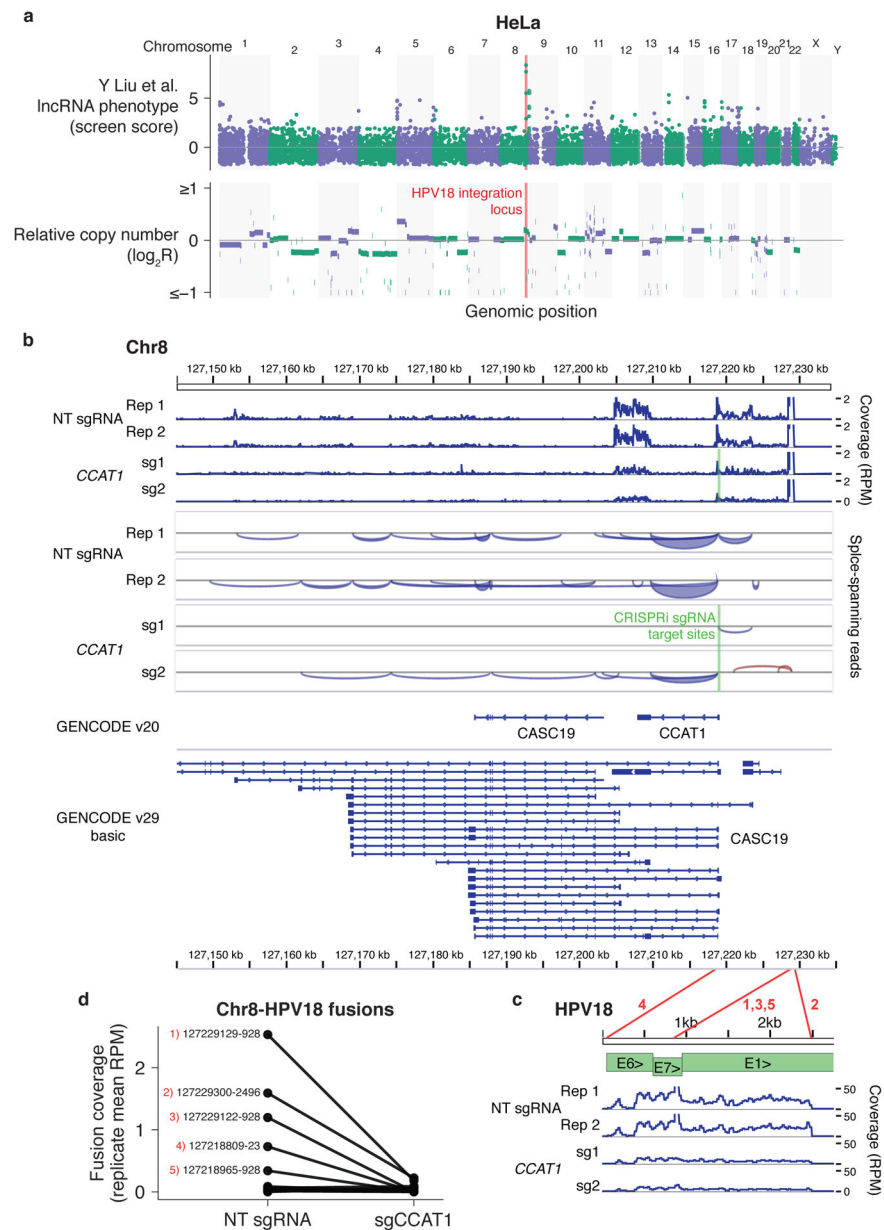 a
HeLa
Chromosome 1 2 3 4 5 6 7 8 9 10 11 12 13 14 15 16 17 18 19 20 21 22 X Y
Y Liu et al.
lncRNA phenotype
(screen score)
5
0
≥1
HPV18 integration
locus
Relative copy number
(log2R)
0
≤−1
Genomic position
b
Chr8
127,150 kb 127,160 kb 127,170 kb 127,180 kb 127,190 kb 127,200 kb 127,210 kb 127,220 kb 127,230 kb
NT sgRNA
Rep 1
2
Rep 2
2
CCAT1
sg1
2
sg2
2
0
Coverage (RPM)
NT sgRNA
Rep 1
Rep 2
CCAT1
sg1
CRISPRi sgRNA
target sites
sg2
Splce-spanning reads
GENCODE v20
CASC19
CCAT1
GENCODE v29
basic
CASC19
127,150 kb 127,160 kb 127,170 kb 127,180 kb 127,190 kb 127,200 kb 127,210 kb 127,220 kb 127,230 kb
d
Chr8-HPV18 fusions
Fusion coverage
(replicate mean RPM)
2
1
0
1) 127229129-928
2) 127229300-2496
3) 127229122-928
4) 127218809-23
5) 127218965-928
NT sgRNA
sgCCAT1
c
HPV18
4
1,3,5
2
1kb
2kb
E6>
E7>
E1>
NT sgRNA
Rep 1
50
Rep 2
50
CCAT1
sg1
50
sg2
50
0
Coverage (RPM)